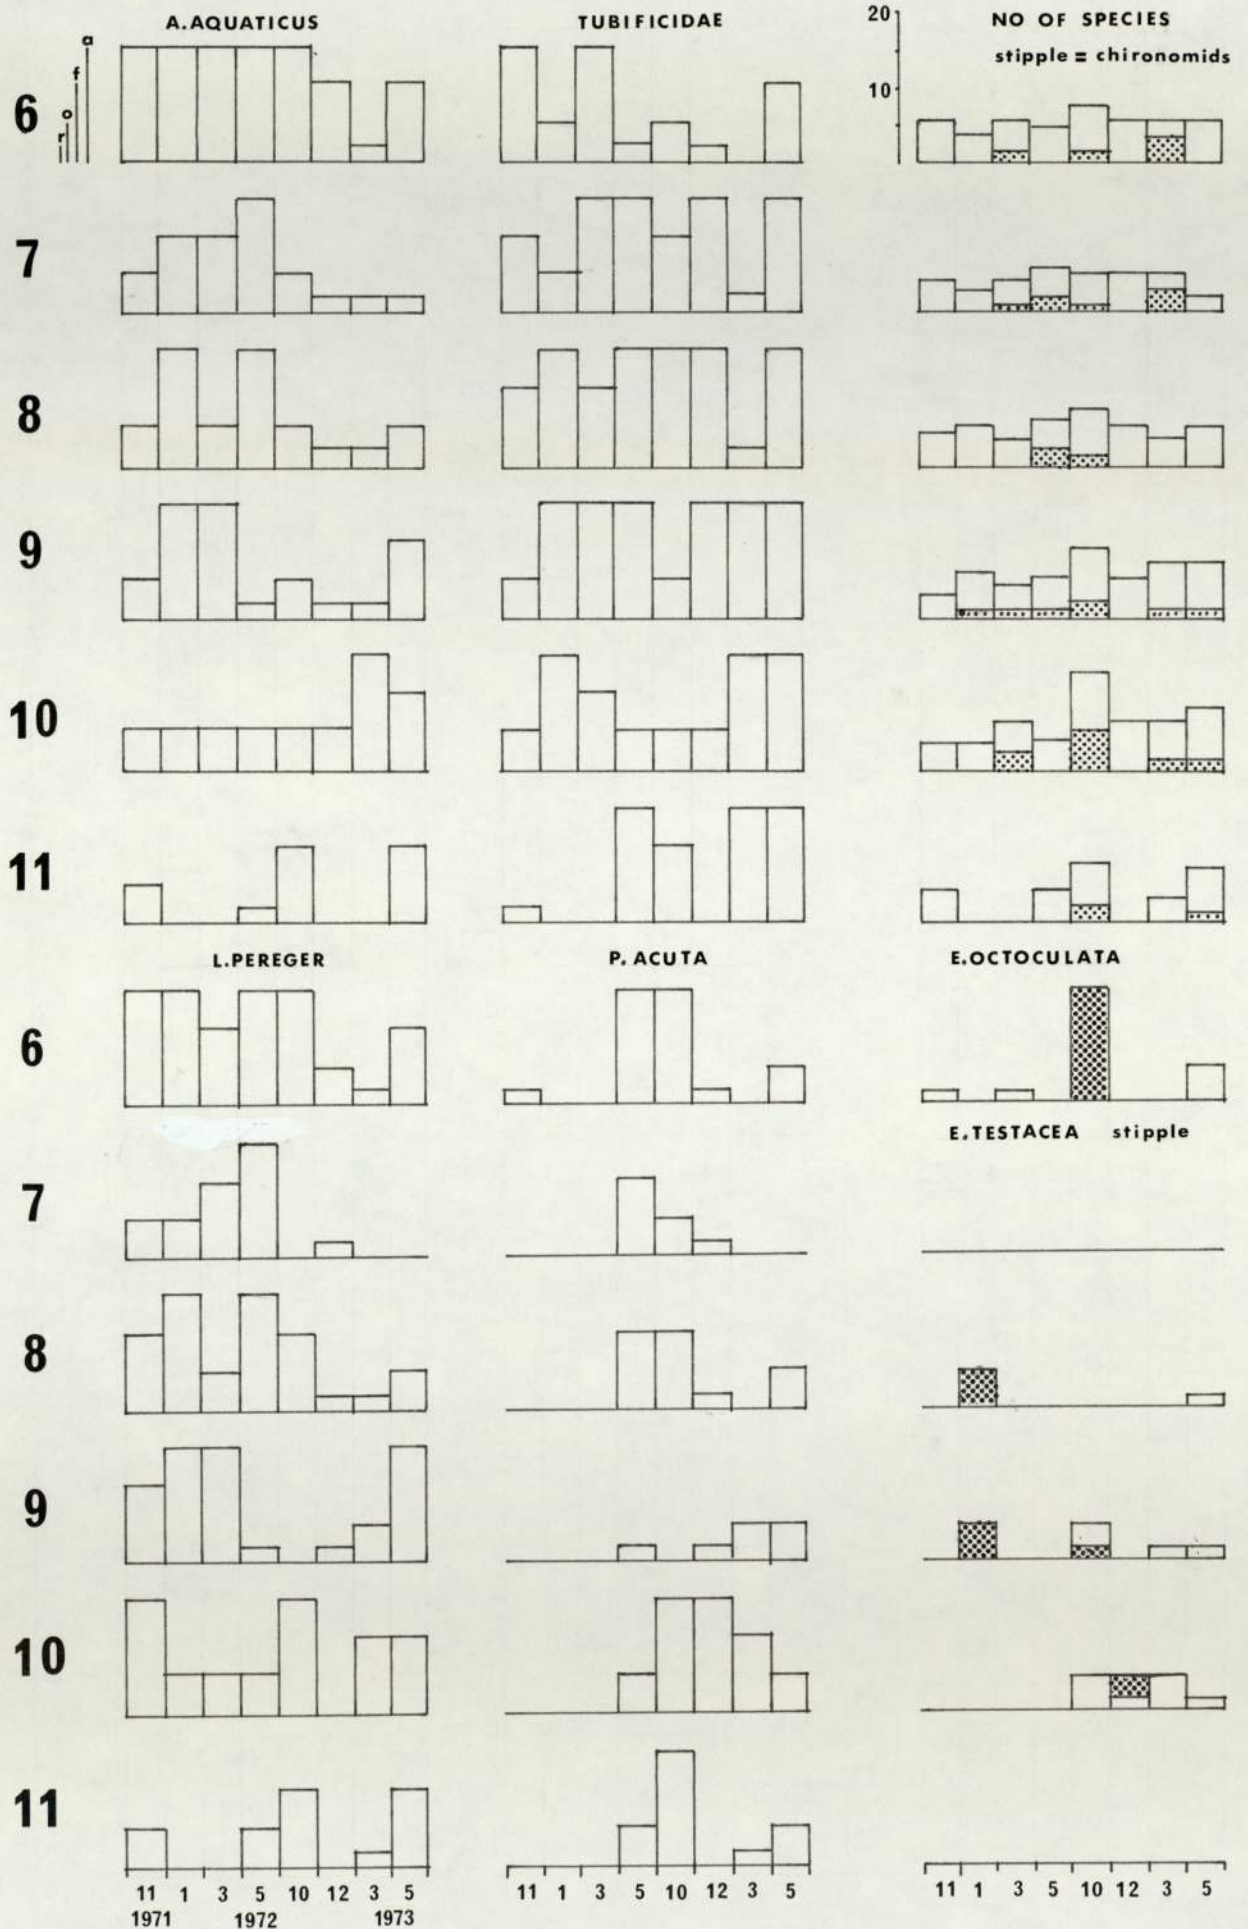 A.AQUATICUS TUBIFICIDAE 20 NO OF SPECIES
stipple = chironomids
a
f
o
r
6 10
7
8
9
10
11
L.PEREGER P. ACUTA E.OCTOCULATA
6
E.TESTACEA stipple
7
8
9
10
11
11 1 3 5 10 12 3 5 11 1 3 5 10 12 3 5 11 1 3 5 10 12 3 5
1971 1972 1973